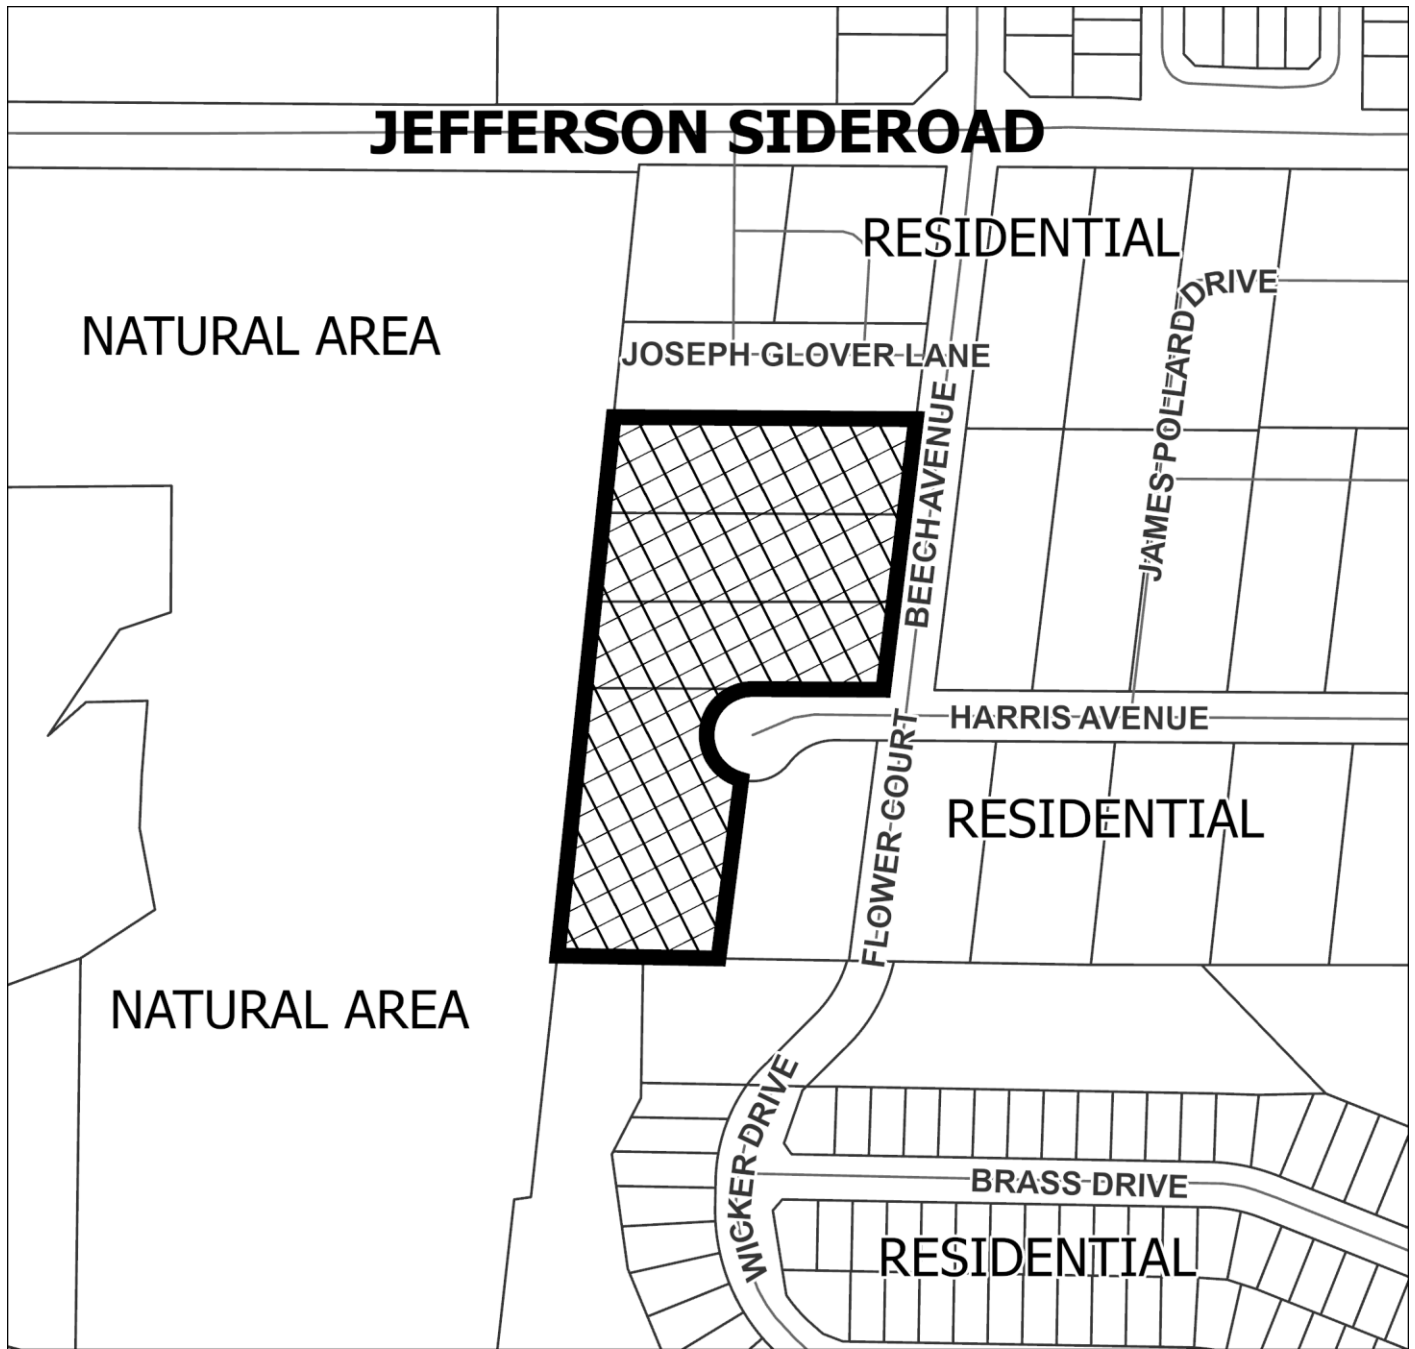 JEFFERSON SIDEROAD
RESIDENTIAL
JAMES POLLARD DRIVE
NATURAL AREA
JOSEPH GLOVER LANE
BEECH AVENUE
HARRIS AVENUE
FLOWER COURT
RESIDENTIAL
NATURAL AREA
WICKER DRIVE
BRASS DRIVE
RESIDENTIAL